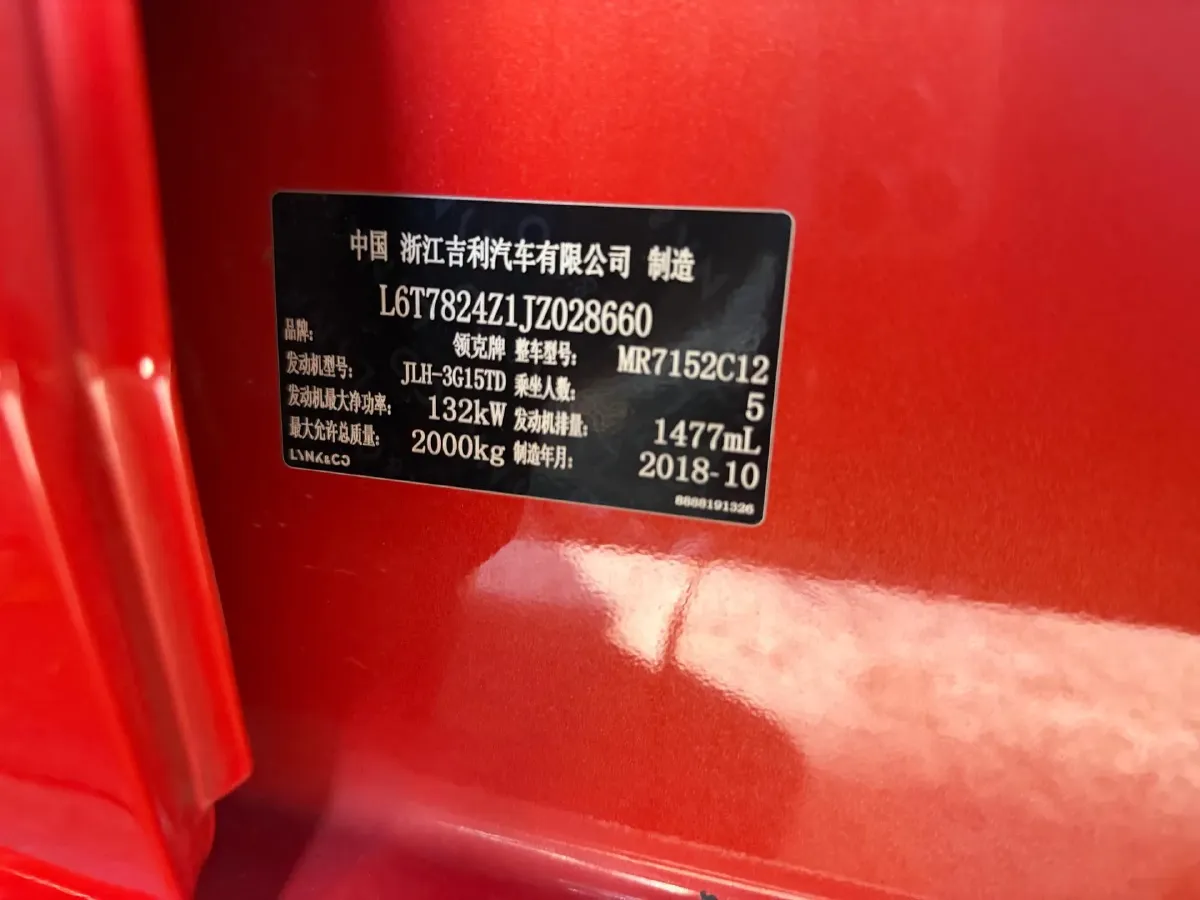 中国 浙江吉利汽车有限公司 制造
L6T7824Z1JZ028660
品牌: 领克牌 整车型号: MR7152C12
发动机型号: JLH-3G15TD 乘坐人数: 5
发动机最大净功率: 132kW 发动机排量: 1477mL
最大允许总质量: 2000kg 制造年月: 2018-10
LYNK&CO
8888191326